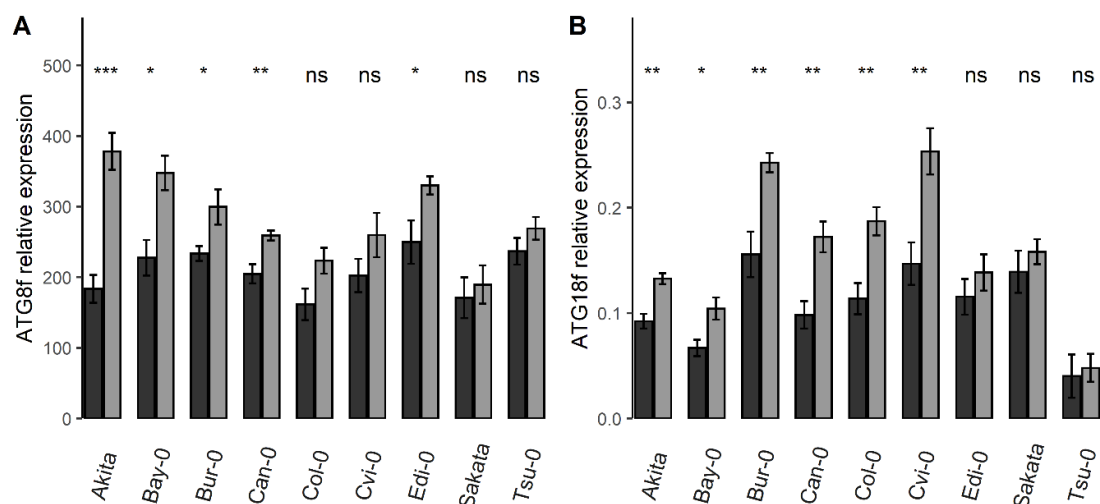 A
ATG8f relative expression
500
400
300
200
100
0
*** * * ** ns ns * ns ns
Akita Bay-0 Bur-0 Can-0 Col-0 Cvi-0 Edi-0 Sakata Tsu-0
B
ATG18f relative expression
0.3
0.2
0.1
0.0
** * ** ** ** ** ns ns ns
Akita Bay-0 Bur-0 Can-0 Col-0 Cvi-0 Edi-0 Sakata Tsu-0